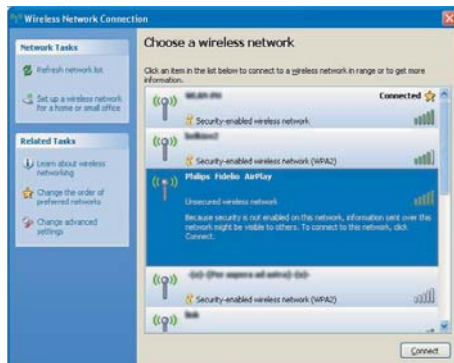 Wireless Network Connection
Network Tasks
Refresh network list
Set up a wireless network
for a home or small office
Related Tasks
Learn about wireless
networking
Change the order of
preferred networks
Change advanced
settings
Choose a wireless network
Click an item in the list below to connect to a wireless network in range or to get more
information.
Connected
Security-enabled wireless network
Security-enabled wireless network (WPA2)
Philips Fidelio AirPlay
Unsecured wireless network
Because security is not enabled on this network, information sent over this
network might be visible to others. To connect to this network, click
Connect.
Security-enabled wireless network (WPA2)
Connect